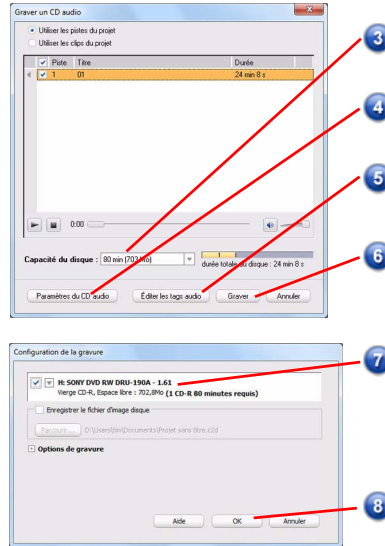 Graver un CD audio
Utiliser les pistes du projet
Utiliser les clips du projet
Piste Titre Durée
1 01 24 min 8 s
0:00
Capacité du disque : 80 min (703Mo)
1
durée totale du disque : 24 min 8 s
Paramètres du CD audio Éditer les tags audio Graver Annuler
3
4
5
6
Configuration de la gravure
H: SONY DVD RW DRU-190A - 1.61
Vierge CD-R, Espace libre : 702,8Mo (1 CD-R 80 minutes requis)
Enregistrer le fichier d'image disque
Parcourir... D:\Users\tim\Documents\Projet sans titre.c2d
Options de gravure
Aide OK Annuler
7
8